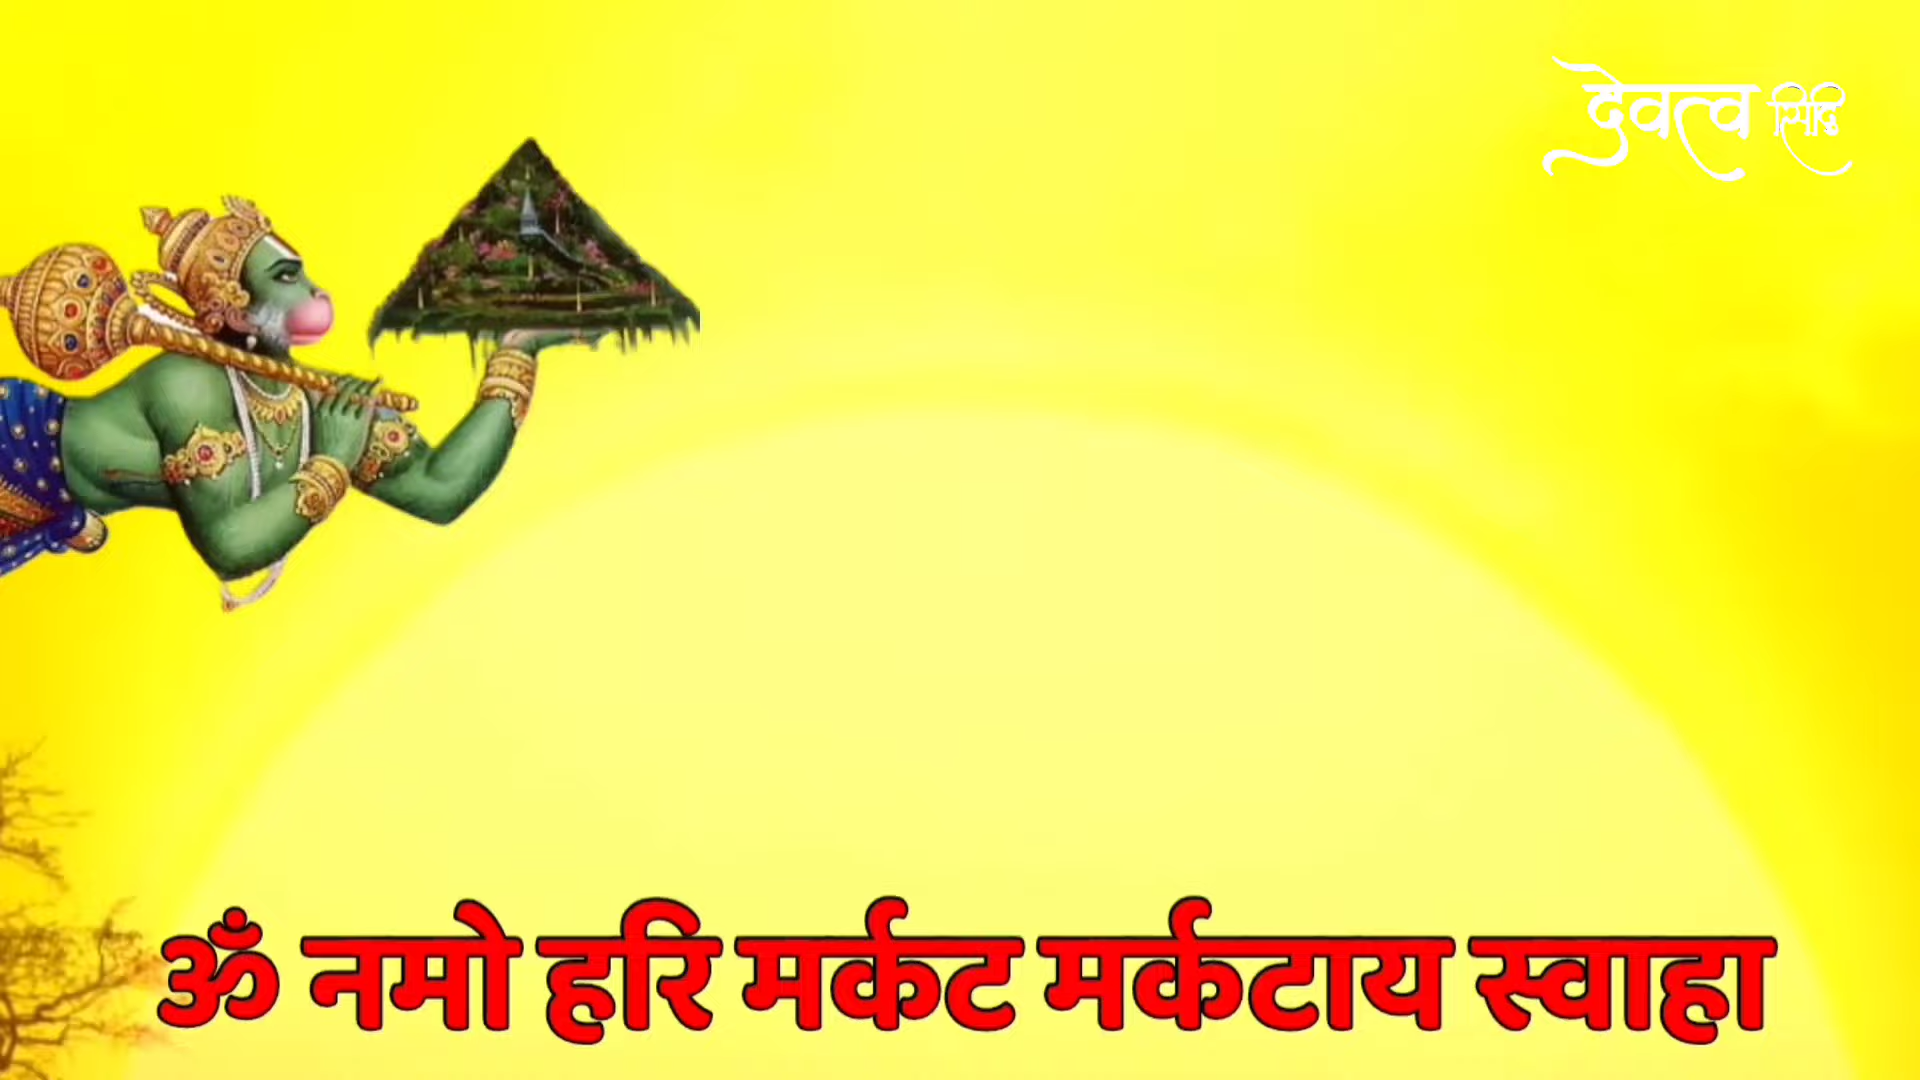 देवत्व सिद्धि
ॐ नमो हरि मर्कट मर्कटाय स्वाहा